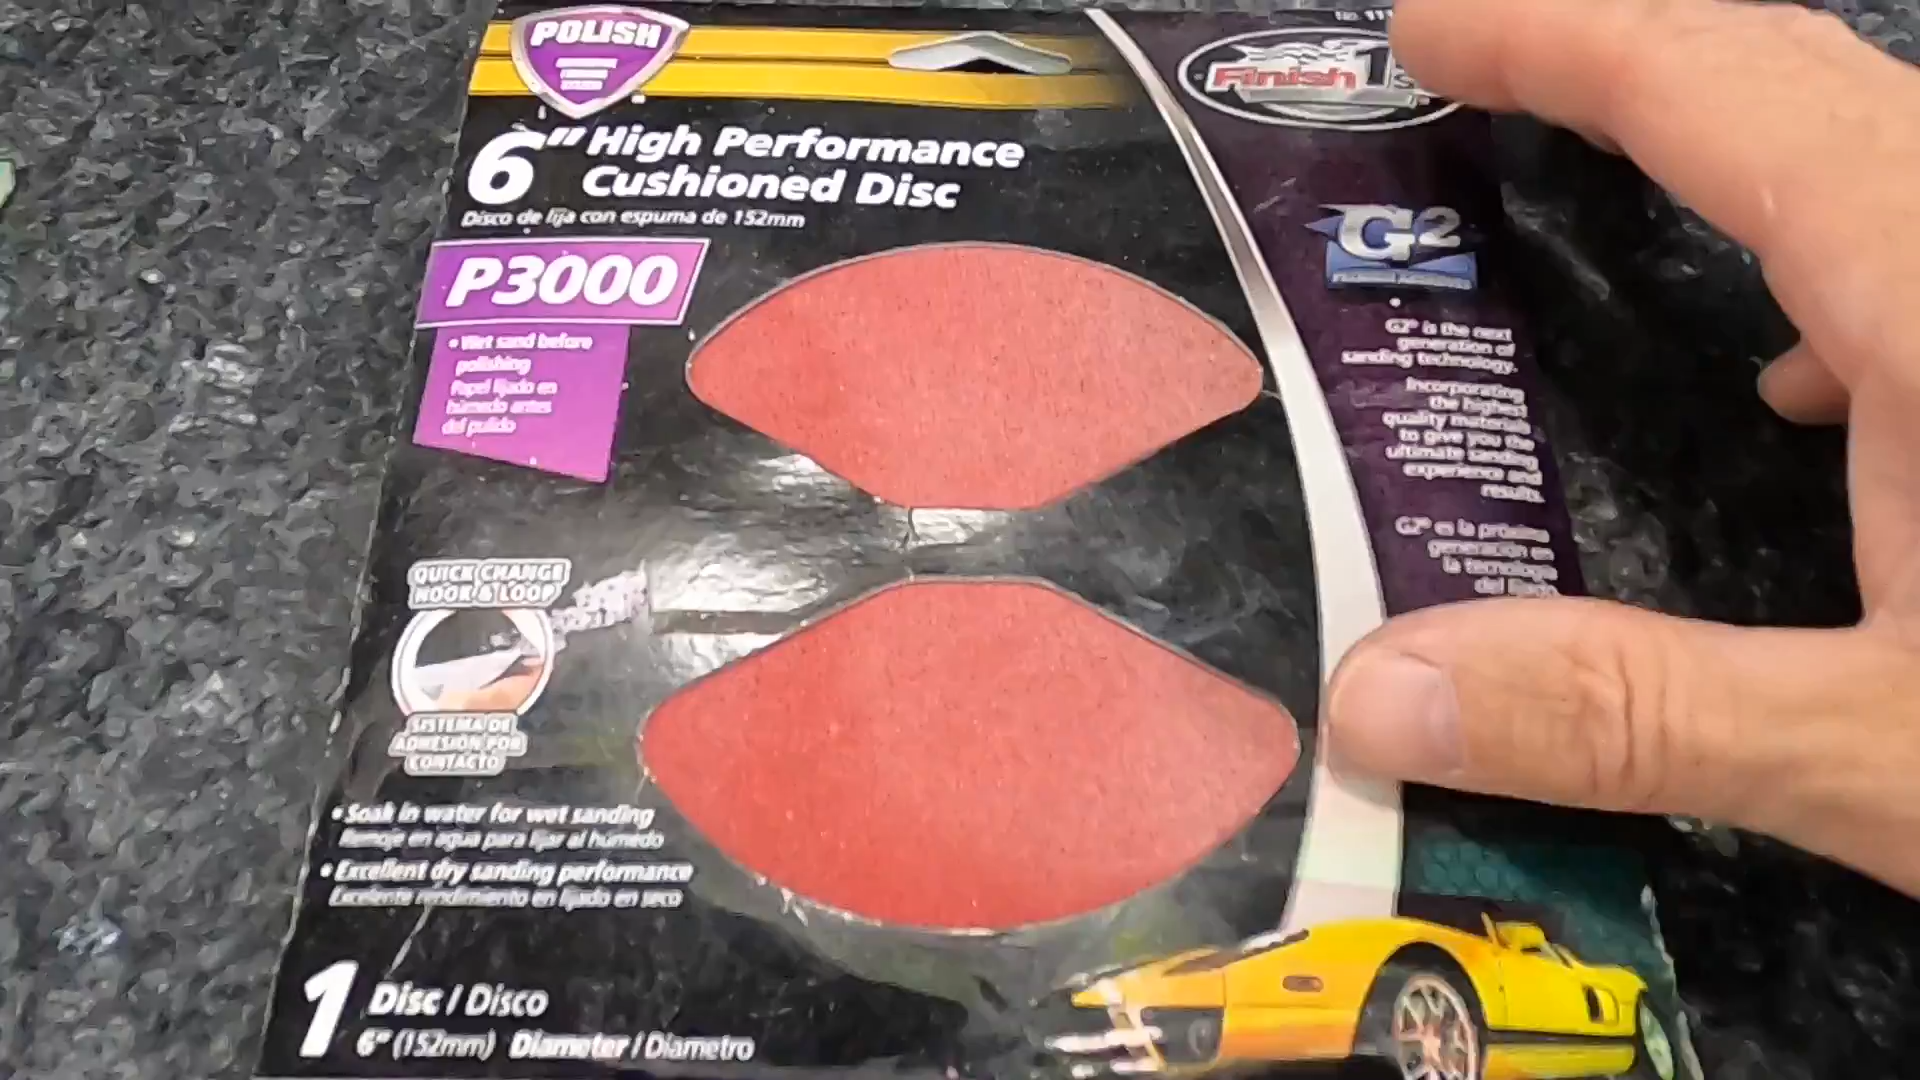 POLISH
No. 111
Finish 1
6" High Performance
Cushioned Disc
Disco de lija con espuma de 152mm
P3000
• Wet sand before
polishing
Papel lijado en
húmedo antes
del pulido
G2
G2® is the next
generation of
sanding technology.
Incorporating
the highest
quality materials
to give you the
ultimate sanding
experience and
results.
G2® es la próxima
generación en
la tecnología
del lijado
QUICK CHANGE
HOOK & LOOP
SISTEMA DE
ADHESIÓN POR
CONTACTO
• Soak in water for wet sanding
Remoje en agua para lijar al húmedo
• Excellent dry sanding performance
Excelente rendimiento en lijado en seco
1 Disc / Disco
6" (152mm) Diameter / Diametro